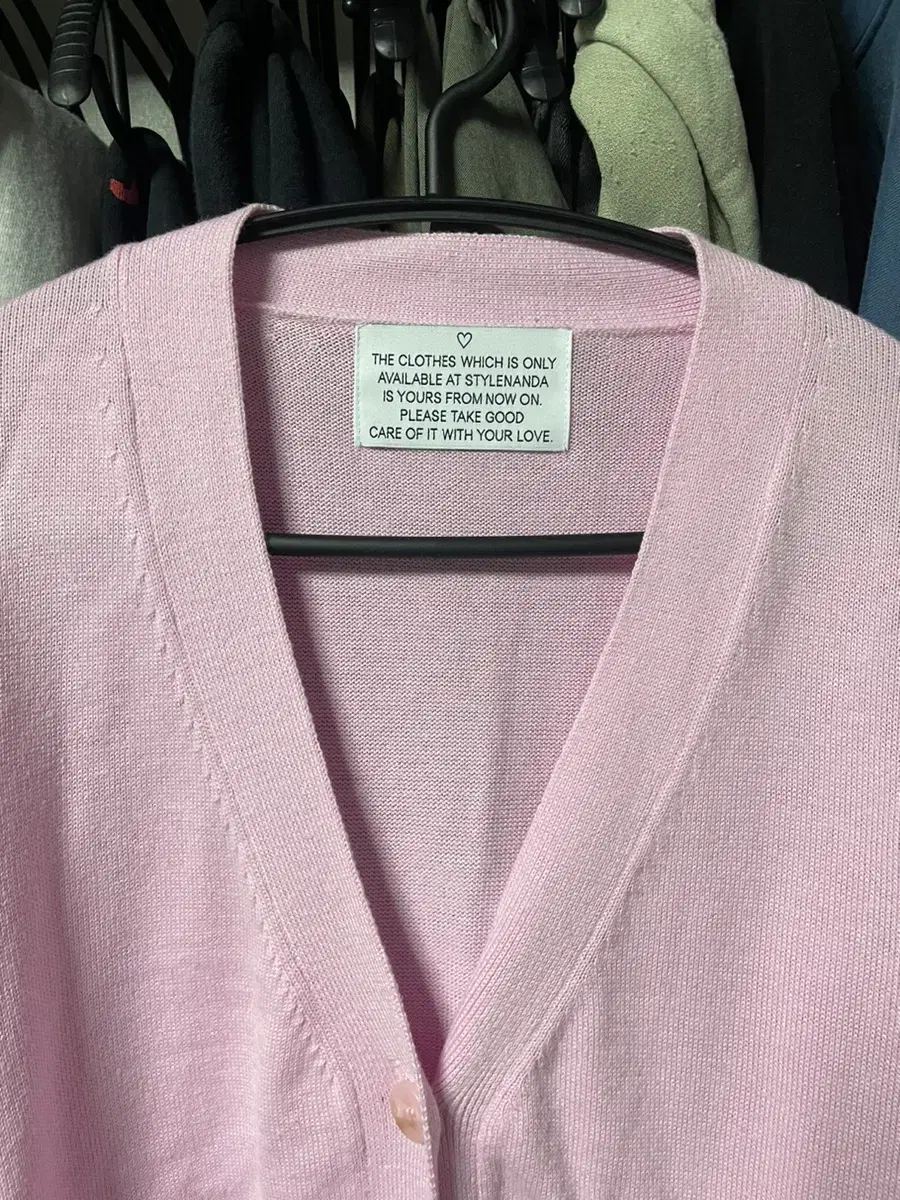 THE CLOTHES WHICH IS ONLY
AVAILABLE AT STYLENANDA
IS YOURS FROM NOW ON.
PLEASE TAKE GOOD
CARE OF IT WITH YOUR LOVE.